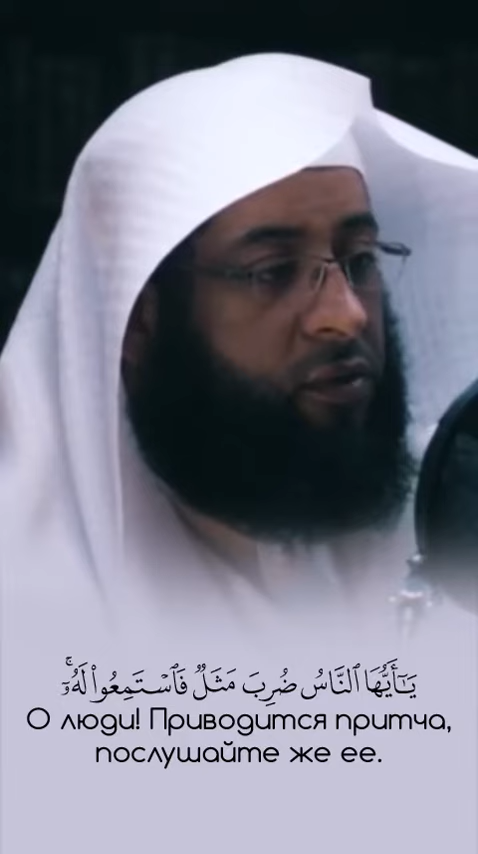 يَـٰٓأَيُّهَا ٱلنَّاسُ ضُرِبَ مَثَلٌۭ فَٱسْتَمِعُوا۟ لَهُۥٓ ۚ
О люди! Приводится притча,
послушайте же ее.